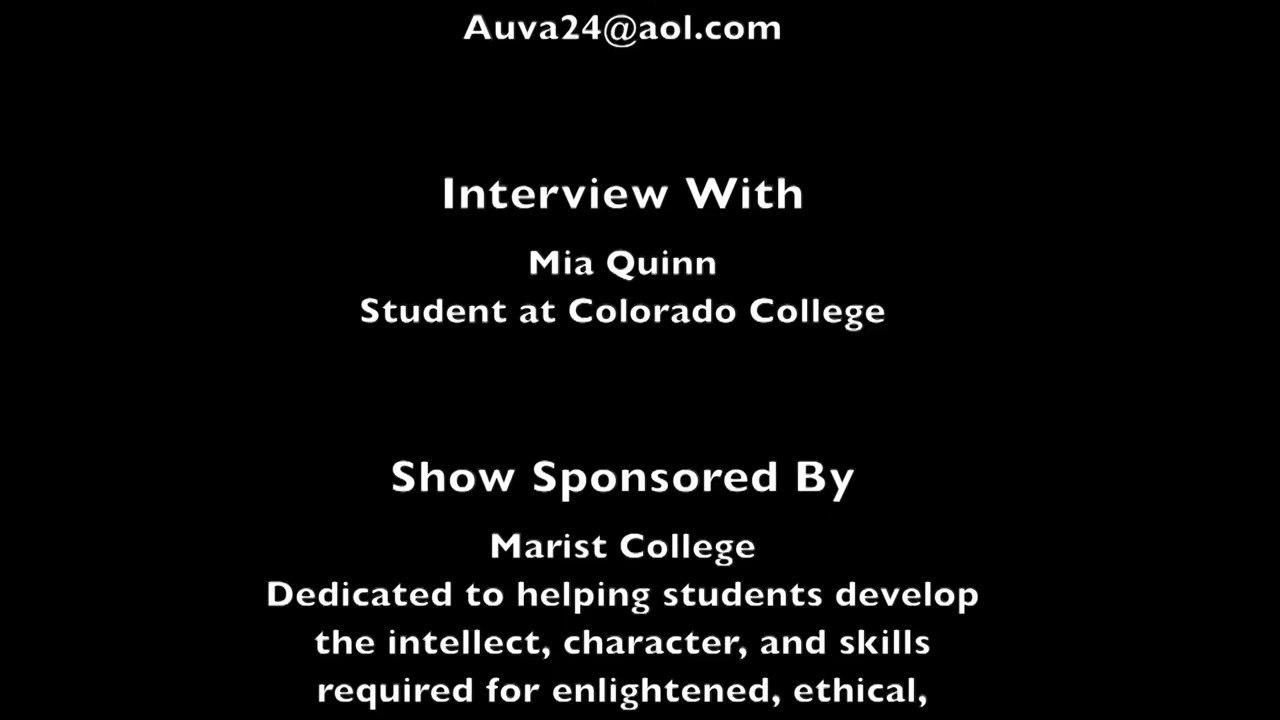 Auva24@aol.com
Interview With
Mia Quinn
Student at Colorado College
Show Sponsored By
Marist College
Dedicated to helping students develop
the intellect, character, and skills
required for enlightened, ethical,